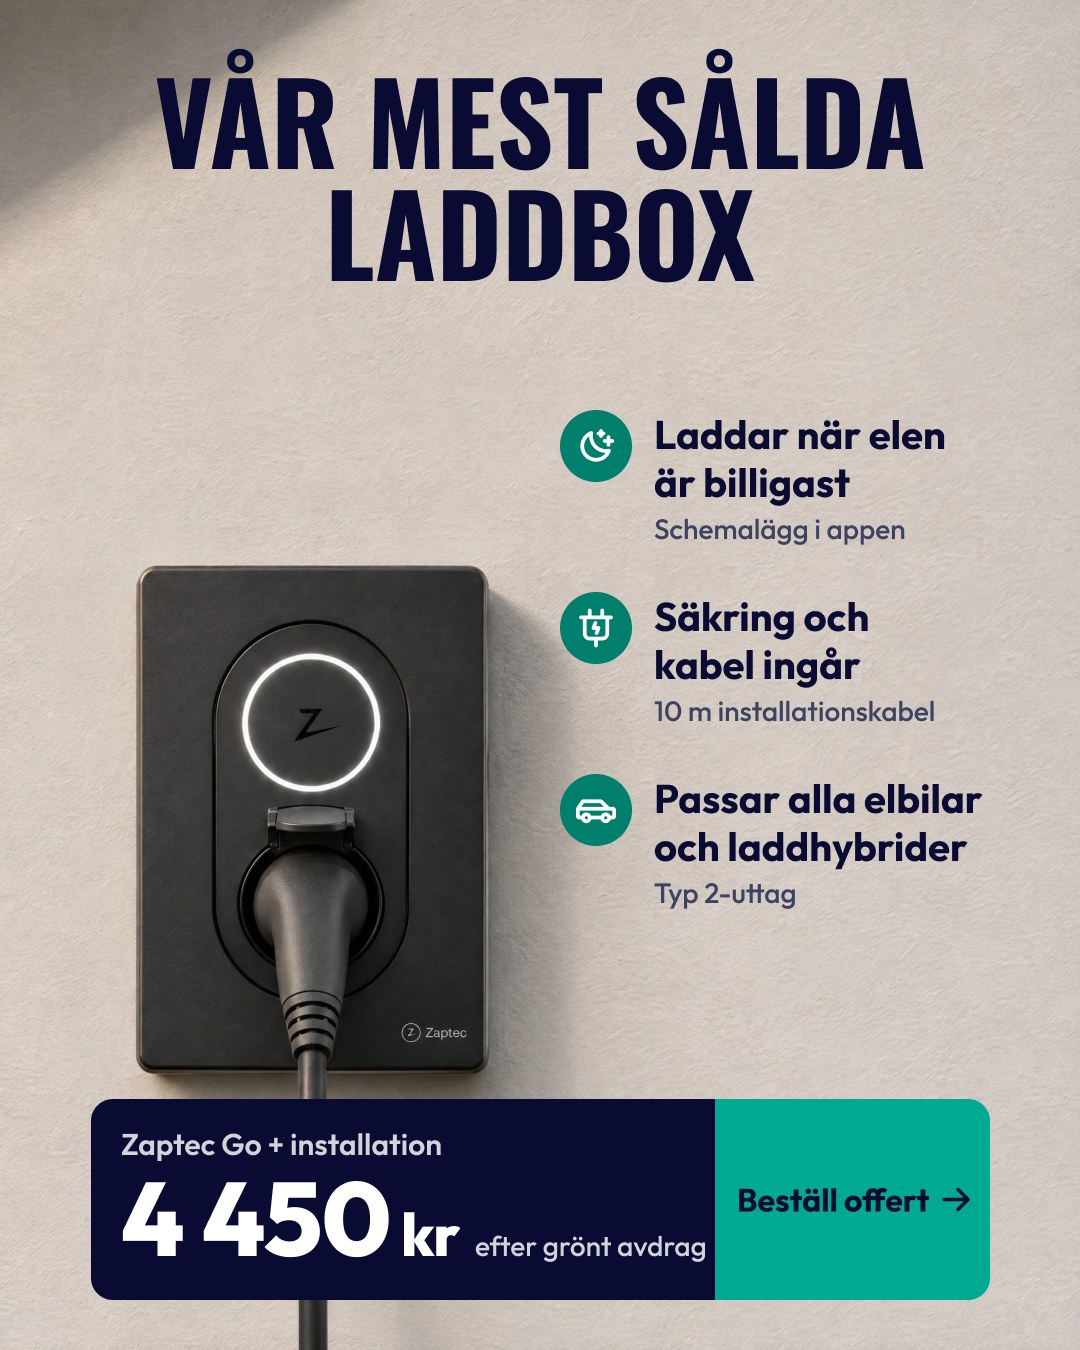 VÅR MEST SÅLDA
LADDBOX
Laddar när elen
är billigast
Schemalägg i appen
Säkring och
kabel ingår
10 m installationskabel
Passar alla elbilar
och laddhybrider
Typ 2-uttag
Zaptec
Zaptec Go + installation
4 450 kr efter grönt avdrag
Beställ offert →